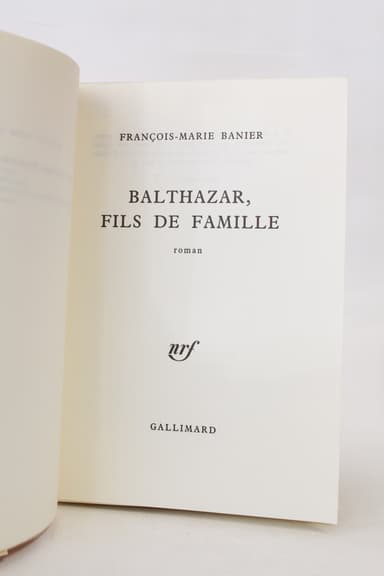 FRANÇOIS-MARIE BANIER
BALTHAZAR,
FILS DE FAMILLE
roman
nrf
GALLIMARD